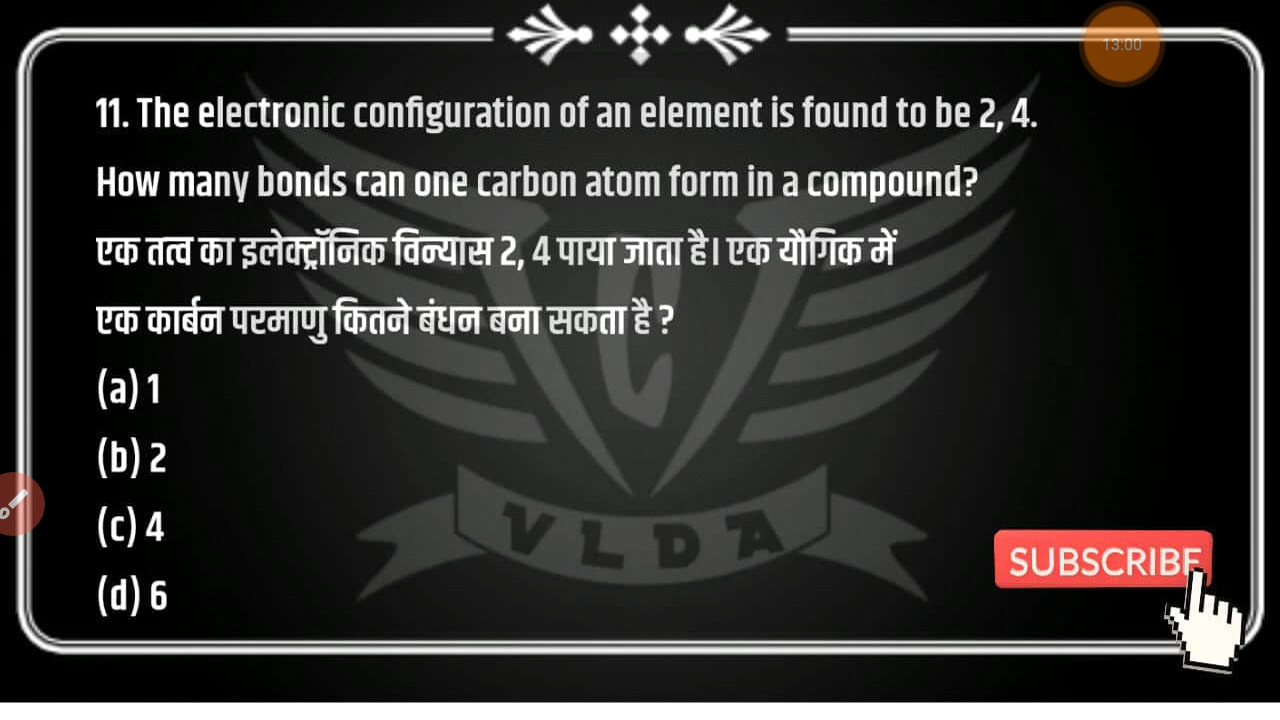 13:00
11. The electronic configuration of an element is found to be 2, 4.
How many bonds can one carbon atom form in a compound?
एक तत्व का इलेक्ट्रॉनिक विन्यास 2, 4 पाया जाता है। एक यौगिक में
एक कार्बन परमाणु कितने बंधन बना सकता है ?
(a) 1
(b) 2
(c) 4
(d) 6
VLDA
SUBSCRIBE